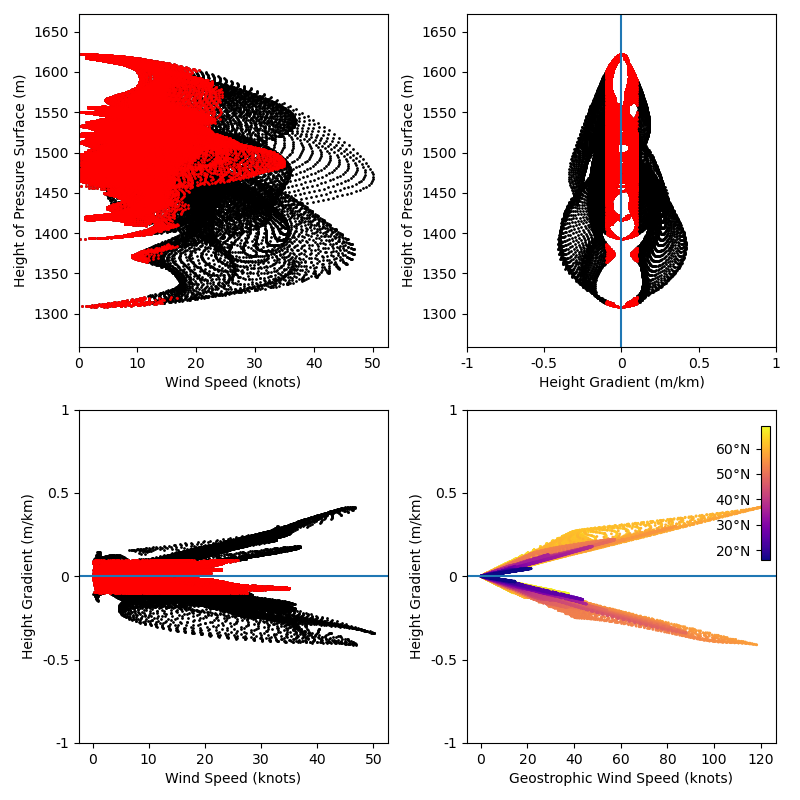 Height of Pressure Surface (m)
1650
1600
1550
1500
1450
1400
1350
1300
0 10 20 30 40 50
Wind Speed (knots)
Height of Pressure Surface (m)
1650
1600
1550
1500
1450
1400
1350
1300
-1 -0.5 0 0.5 1
Height Gradient (m/km)
Height Gradient (m/km)
1
0.5
0
-0.5
-1
0 10 20 30 40 50
Wind Speed (knots)
Height Gradient (m/km)
1
0.5
0
-0.5
-1
60°N
50°N
40°N
30°N
20°N
0 20 40 60 80 100 120
Geostrophic Wind Speed (knots)